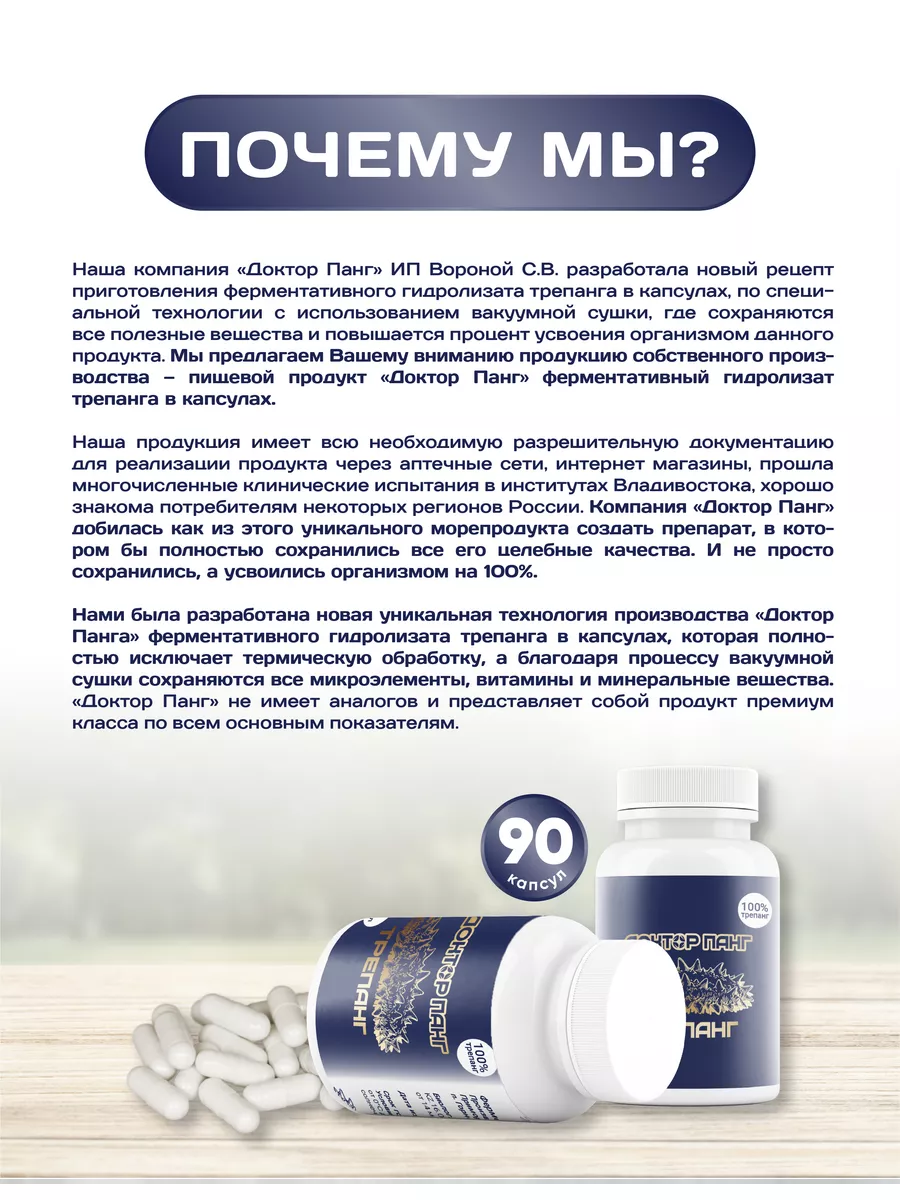 ПОЧЕМУ МЫ?
Наша компания «Доктор Панг» ИП Вороной С.В. разработала новый рецепт
приготовления ферментативного гидролизата трепанга в капсулах, по специ-
альной технологии с использованием вакуумной сушки, где сохраняются
все полезные вещества и повышается процент усвоения организмом данного
продукта. Мы предлагаем Вашему вниманию продукцию собственного произ-
водства – пищевой продукт «Доктор Панг» ферментативный гидролизат
трепанга в капсулах.
Наша продукция имеет всю необходимую разрешительную документацию
для реализации продукта через аптечные сети, интернет магазины, прошла
многочисленные клинические испытания в институтах Владивостока, хорошо
знакома потребителям некоторых регионов России. Компания «Доктор Панг»
добилась как из этого уникального морепродукта создать препарат, в кото-
ром бы полностью сохранились все его целебные качества. И не просто
сохранились, а усвоились организмом на 100%.
Нами была разработана новая уникальная технология производства «Доктор
Панга» ферментативного гидролизата трепанга в капсулах, которая полно-
стью исключает термическую обработку, а благодаря процессу вакуумной
сушки сохраняются все микроэлементы, витамины и минеральные вещества.
«Доктор Панг» не имеет аналогов и представляет собой продукт премиум
класса по всем основным показателям.
90
капсул
100%
трепанг
ДОКТОР ПАНГ
ПАНГ
ДОКТОР ПАНГ
ТРЕПАНГ
100%
трепанг